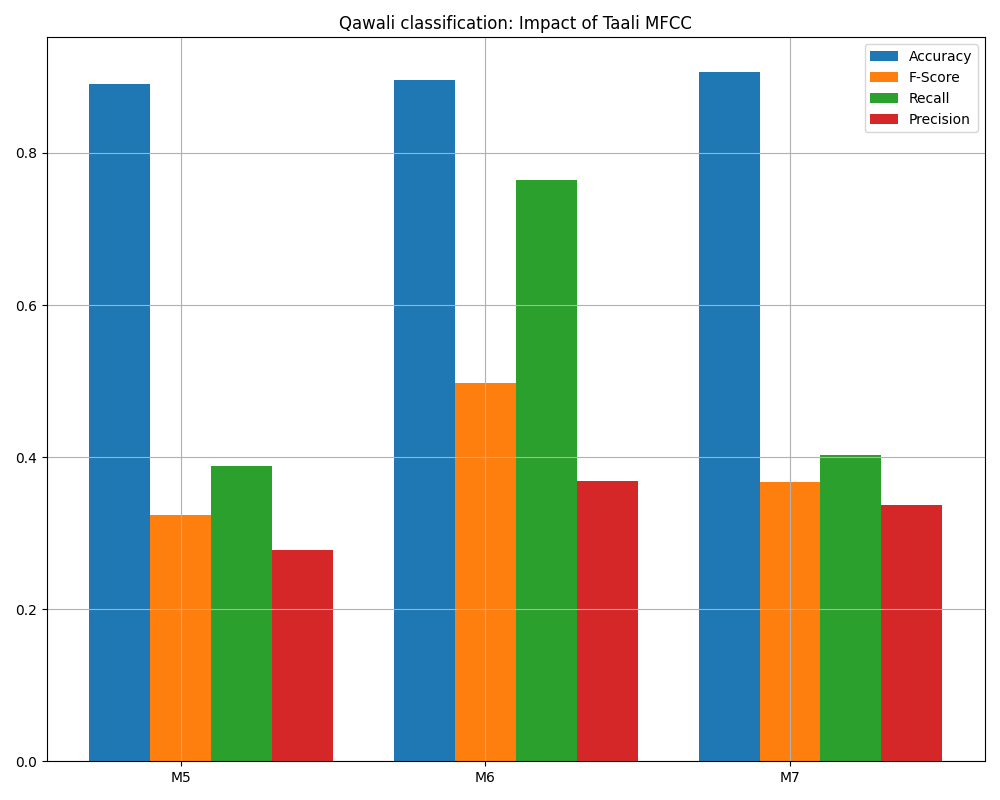 Qawali classification: Impact of Taali MFCC
Accuracy
F-Score
Recall
Precision
0.8
0.6
0.4
0.2
0.0
M5
M6
M7